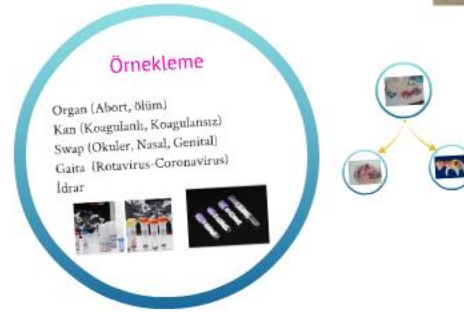 Örnekleme
Organ (Abort, ölüm)
Kan (Koagulanlı, Koagulansız)
Swap (Okuler, Nasal, Genital)
Gaita (Rotavirus-Coronavirus)
İdrar